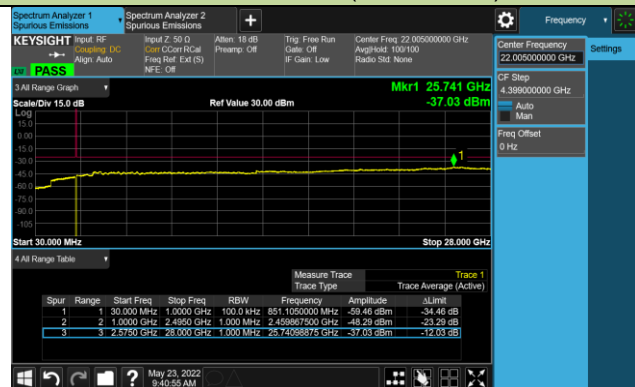 Spectrum Analyzer 1
Spurious Emissions
Spectrum Analyzer 2
Spurious Emissions
Frequency
KEYSIGHT
Input: RF
Coupling: DC
Align: Auto
Input Z: 50 Ω
Corr CCorr RCal
Freq Ref: Ext (S)
NFE: Off
Atten: 18 dB
Preamp: Off
Trig: Free Run
Gate: Off
IF Gain: Low
Center Freq: 22.005000000 GHz
Avg|Hold: 100/100
Radio Std: None
PASS
Center Frequency
22.005000000 GHz
Settings
CF Step
4.399000000 GHz
Auto
Man
Freq Offset
0 Hz
3 All Range Graph
Mkr1 25.741 GHz
Scale/Div 15.0 dB
Ref Value 30.00 dBm
-37.03 dBm
Log
15.0
0.00
-15.0
-30.0
-45.0
-60.0
-75.0
-90.0
-105
1
Start 30.000 MHz
Stop 28.000 GHz
4 All Range Table
Measure Trace Trace 1
Trace Type Trace Average (Active)
Spur Range Start Freq Stop Freq RBW Frequency Amplitude ΔLimit
1 1 30.000 MHz 1.0000 GHz 100.0 kHz 851.1050000 MHz -59.46 dBm -34.46 dB
2 2 1.0000 GHz 2.4950 GHz 1.000 MHz 2.459867500 GHz -48.29 dBm -23.29 dB
3 3 2.5750 GHz 28.000 GHz 1.000 MHz 25.74098875 GHz -37.03 dBm -12.03 dB
?
May 23, 2022
9:40:55 AM